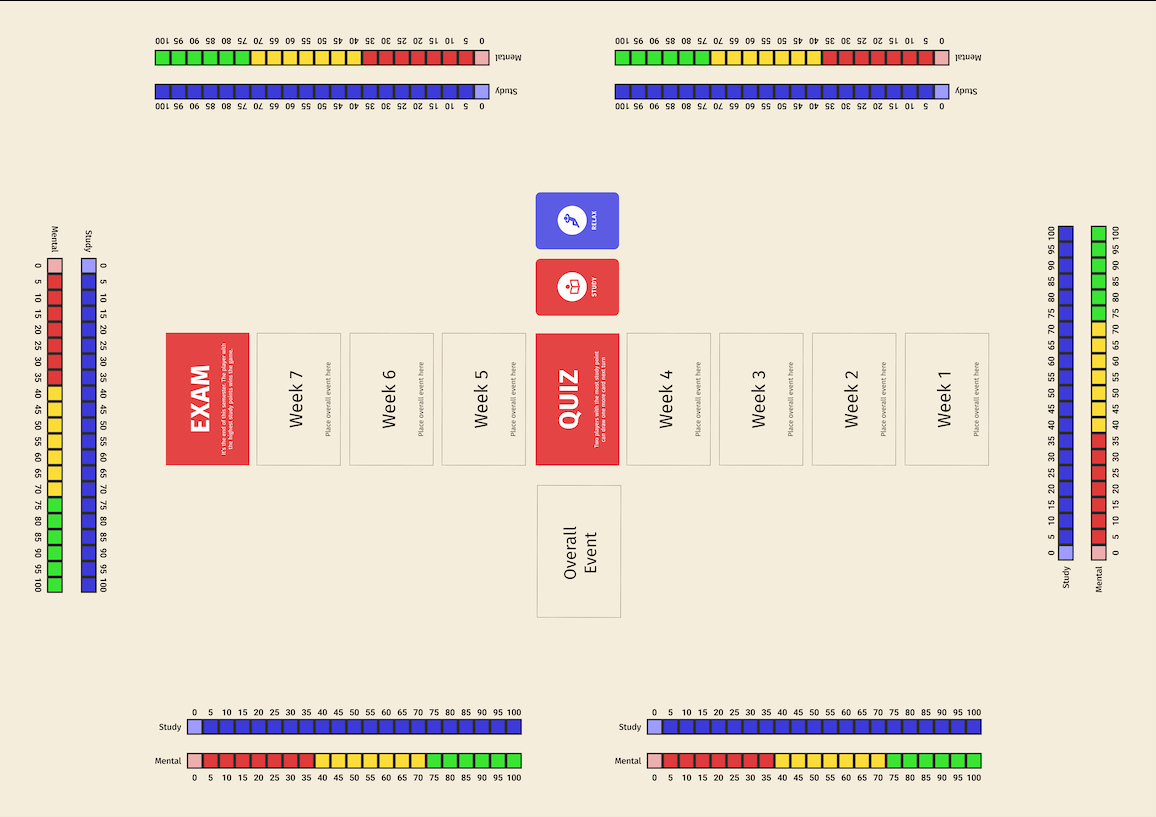 100 95 90 85 80 75 70 65 60 55 50 45 40 35 30 25 20 15 10 5 0
Mental
Study
100 95 90 85 80 75 70 65 60 55 50 45 40 35 30 25 20 15 10 5 0
100 95 90 85 80 75 70 65 60 55 50 45 40 35 30 25 20 15 10 5 0
Mental
Study
100 95 90 85 80 75 70 65 60 55 50 45 40 35 30 25 20 15 10 5 0
Mental
0 5 10 15 20 25 30 35 40 45 50 55 60 65 70 75 80 85 90 95 100
Study
0 5 10 15 20 25 30 35 40 45 50 55 60 65 70 75 80 85 90 95 100
RELAX
STUDY
EXAM
It's the end of this semester. The player with
the highest study points wins the game.
Week 7
Place overall event here
Week 6
Place overall event here
Week 5
Place overall event here
QUIZ
Two players with the most study point
can draw one more card next turn
Week 4
Place overall event here
Week 3
Place overall event here
Week 2
Place overall event here
Week 1
Place overall event here
Overall
Event
Study
0 5 10 15 20 25 30 35 40 45 50 55 60 65 70 75 80 85 90 95 100
Mental
0 5 10 15 20 25 30 35 40 45 50 55 60 65 70 75 80 85 90 95 100
0 5 10 15 20 25 30 35 40 45 50 55 60 65 70 75 80 85 90 95 100
Study
Mental
0 5 10 15 20 25 30 35 40 45 50 55 60 65 70 75 80 85 90 95 100
0 5 10 15 20 25 30 35 40 45 50 55 60 65 70 75 80 85 90 95 100
Study
Mental
0 5 10 15 20 25 30 35 40 45 50 55 60 65 70 75 80 85 90 95 100